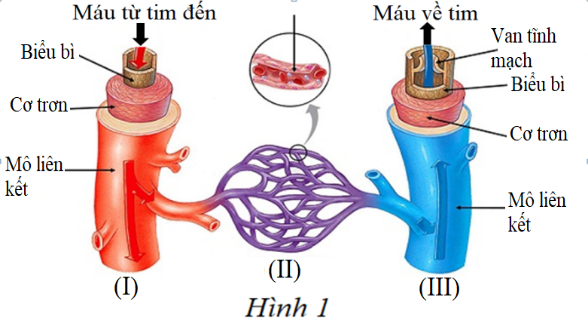 Máu từ tim đến
Biểu bì
Cơ trơn
Mô liên
kết
(I)
(II)
Máu về tim
Van tĩnh
mạch
Biểu bì
Cơ trơn
Mô liên
kết
(III)
Hình 1